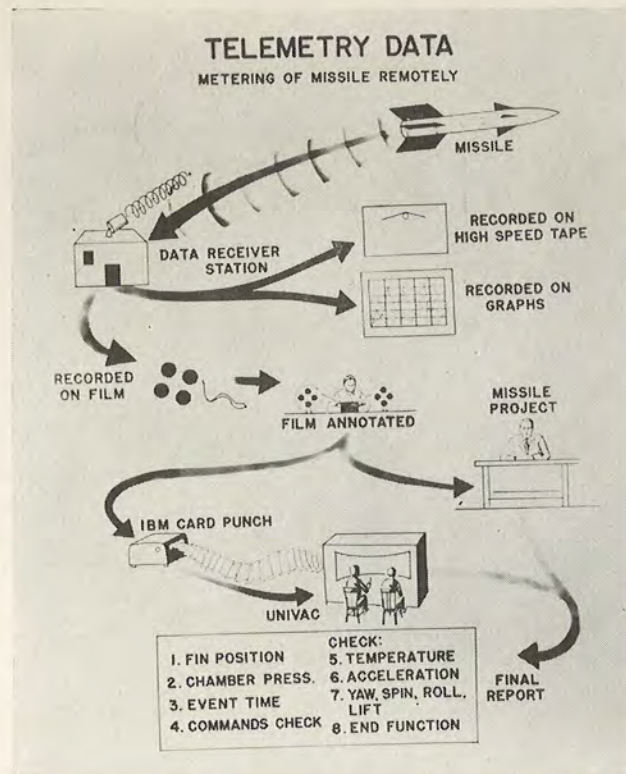 TELEMETRY DATA
METERING OF MISSILE REMOTELY
MISSILE
DATA RECEIVER
STATION
RECORDED ON
HIGH SPEED TAPE
RECORDED ON
GRAPHS
RECORDED
ON FILM
FILM ANNOTATED
MISSILE
PROJECT
IBM CARD PUNCH
UNIVAC
1. FIN POSITION
2. CHAMBER PRESS.
3. EVENT TIME
4. COMMANDS CHECK
CHECK:
5. TEMPERATURE
6. ACCELERATION
7. YAW, SPIN, ROLL,
LIFT
8. END FUNCTION
FINAL
REPORT